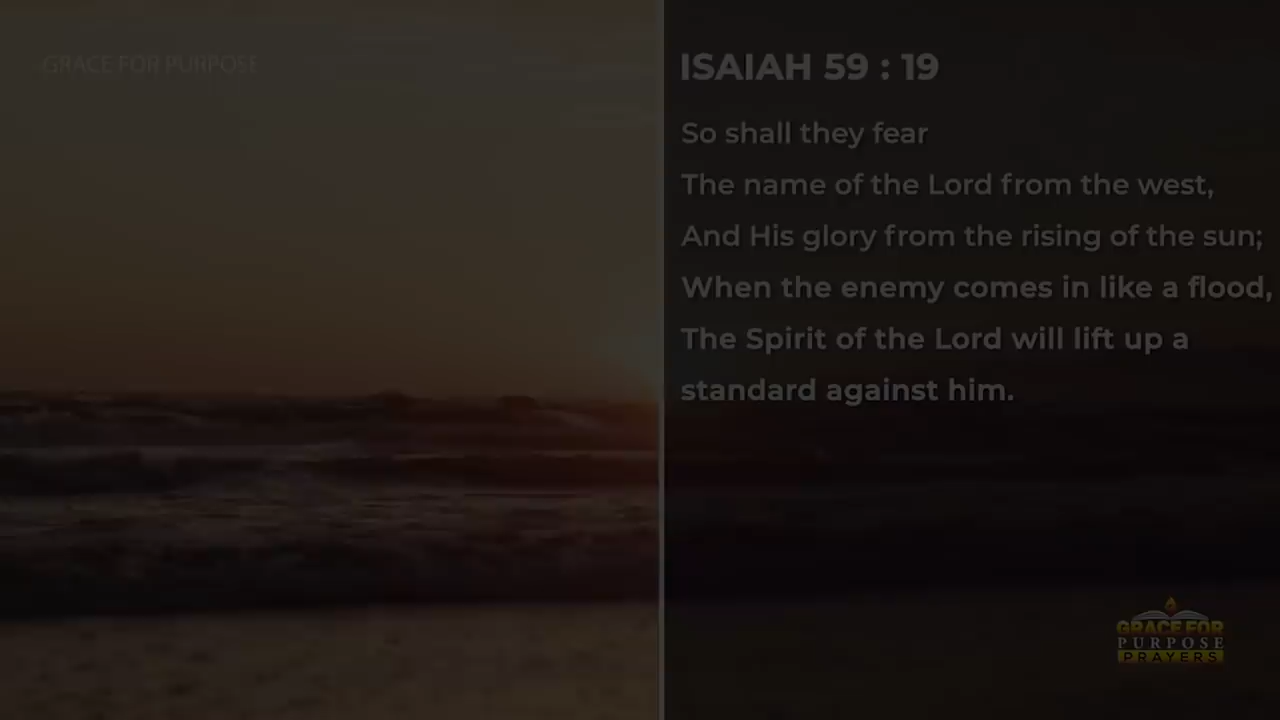 GRACE FOR PURPOSE
ISAIAH 59 : 19
So shall they fear
The name of the Lord from the west,
And His glory from the rising of the sun;
When the enemy comes in like a flood,
The Spirit of the Lord will lift up a
standard against him.
GRACE FOR
PURPOSE
PRAYERS